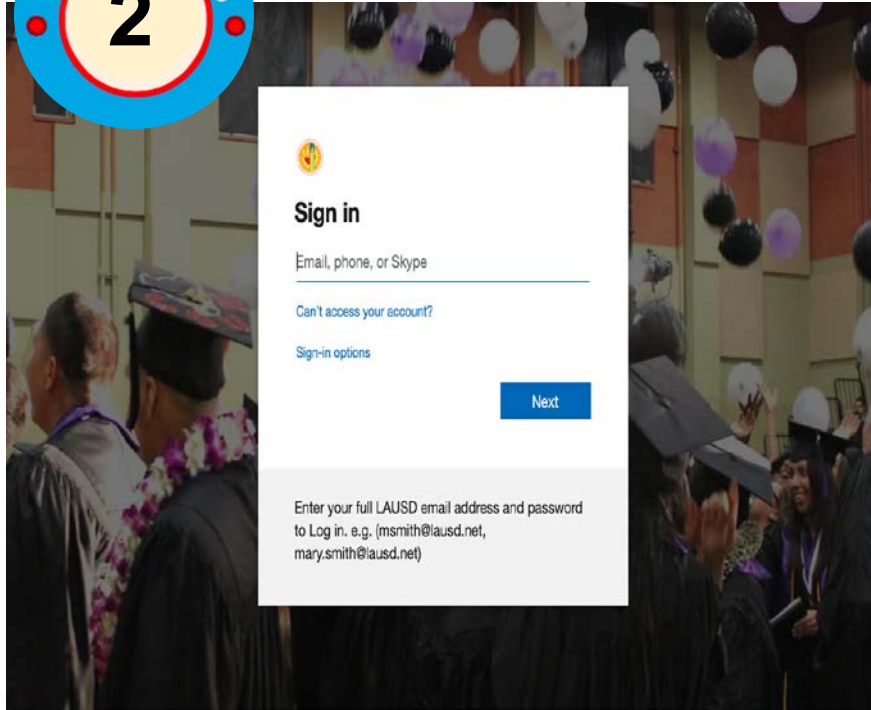 2
Sign in
Email, phone, or Skype
Can't access your account?
Sign-in options
Next
Enter your full LAUSD email address and password
to Log in. e.g. (msmith@lausd.net,
mary.smith@lausd.net)